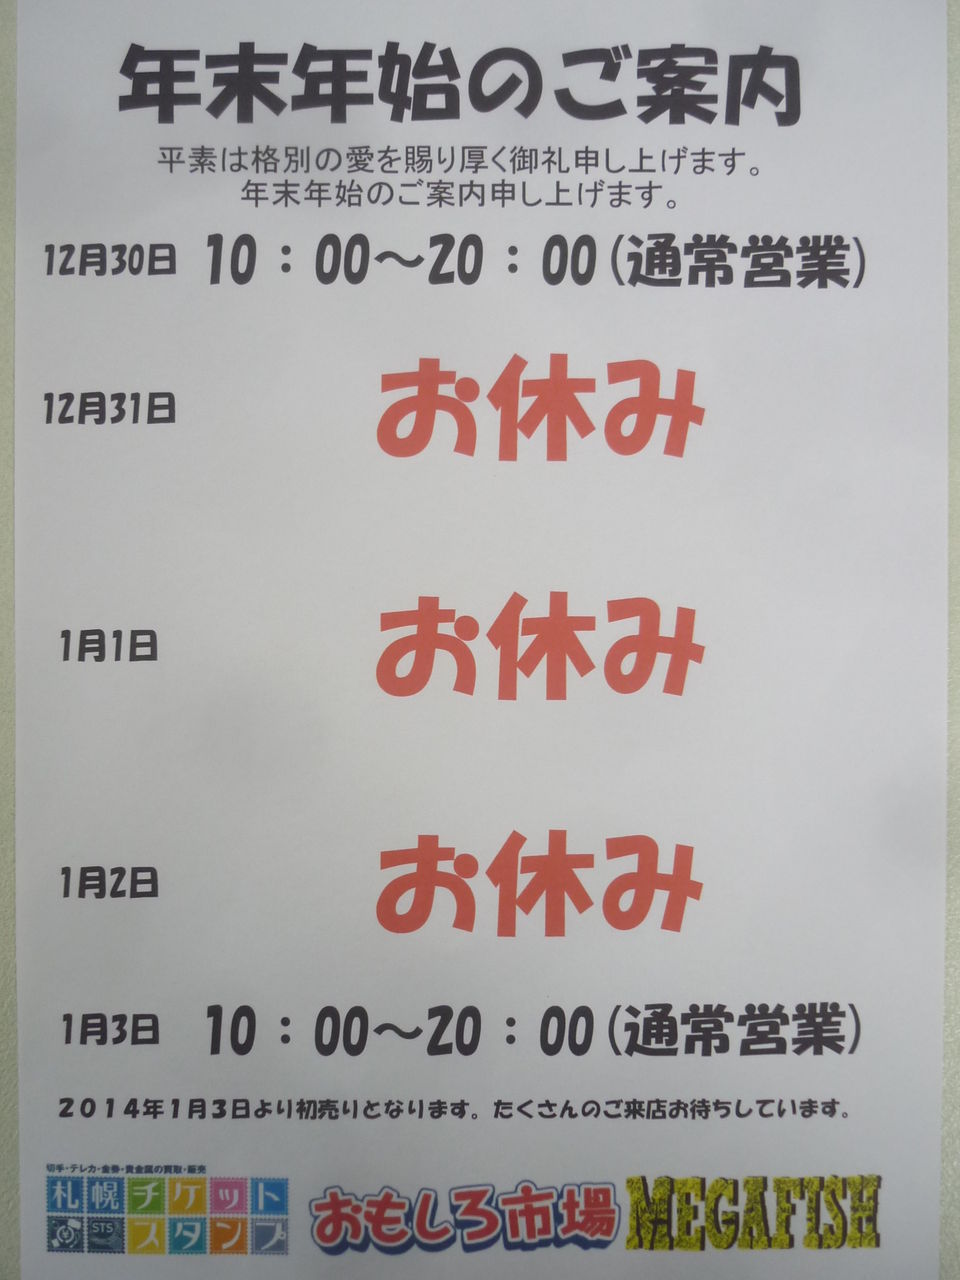 年末年始のご案内
平素は格別の愛を賜り厚く御礼申し上げます。
年末年始のご案内申し上げます。
12月30日 10：00～20：00(通常営業)
12月31日 お休み
1月1日 お休み
1月2日 お休み
1月3日 10：00～20：00(通常営業)
２０１４年１月３日より初売りとなります。たくさんのご来店お待ちしています。
切手・テレカ・金券・貴金属の買取・販売
札幌チケット
STS スタンプ
おもしろ市場
MEGAFISH